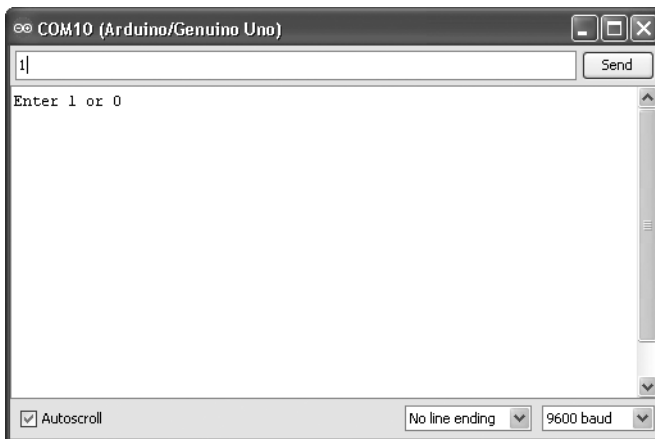 COM10 (Arduino/Genuino Uno)
1
Send
Enter 1 or 0
Autoscroll
No line ending
9600 baud